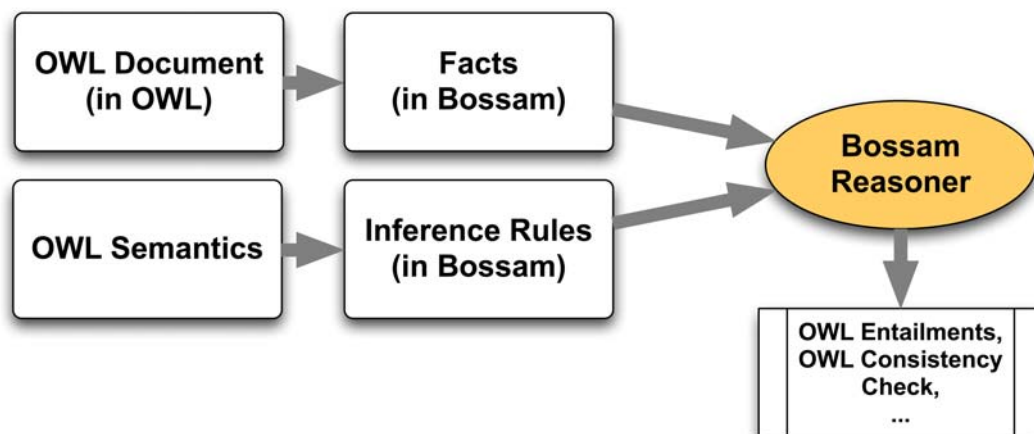 OWL Document
(in OWL)
Facts
(in Bossam)
Bossam
Reasoner
OWL Semantics
Inference Rules
(in Bossam)
OWL Entailments,
OWL Consistency
Check,
...